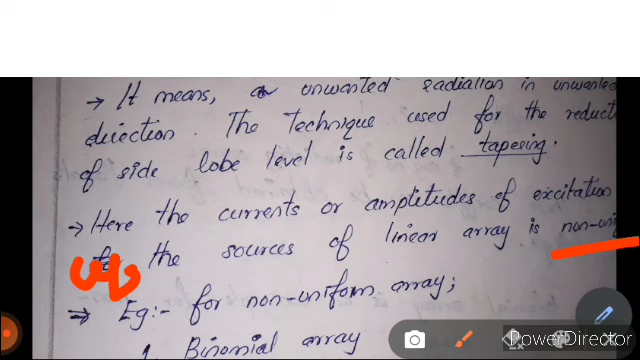 → It means, a unwanted radiation in unwanted
direction. The Technique used for the reduct
of side lobe level is called tapering.
→ Here the currents or amplitudes of excitation
the sources of linear array is non-uni
→ Eg:- for non-uniform array;
1. Binomial array
PowerDirector